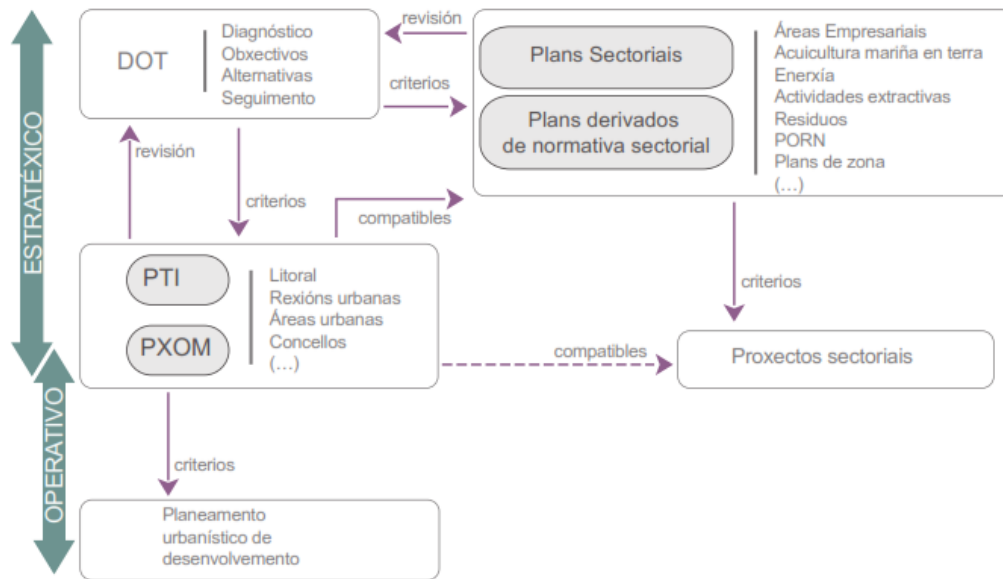 ESTRATÉXICO
OPERATIVO
DOT
Diagnóstico
Obxectivos
Alternativas
Seguimento
revisión
criterios
Plans Sectoriais
Plans derivados
de normativa sectorial
Áreas Empresariais
Acuicultura mariña en terra
Enerxía
Actividades extractivas
Residuos
PORN
Plans de zona
(...)
revisión
criterios
compatibles
PTI
PXOM
Litoral
Rexións urbanas
Áreas urbanas
Concellos
(...)
criterios
compatibles
Proxectos sectoriais
criterios
Planeamento
urbanístico de
desenvolvemento